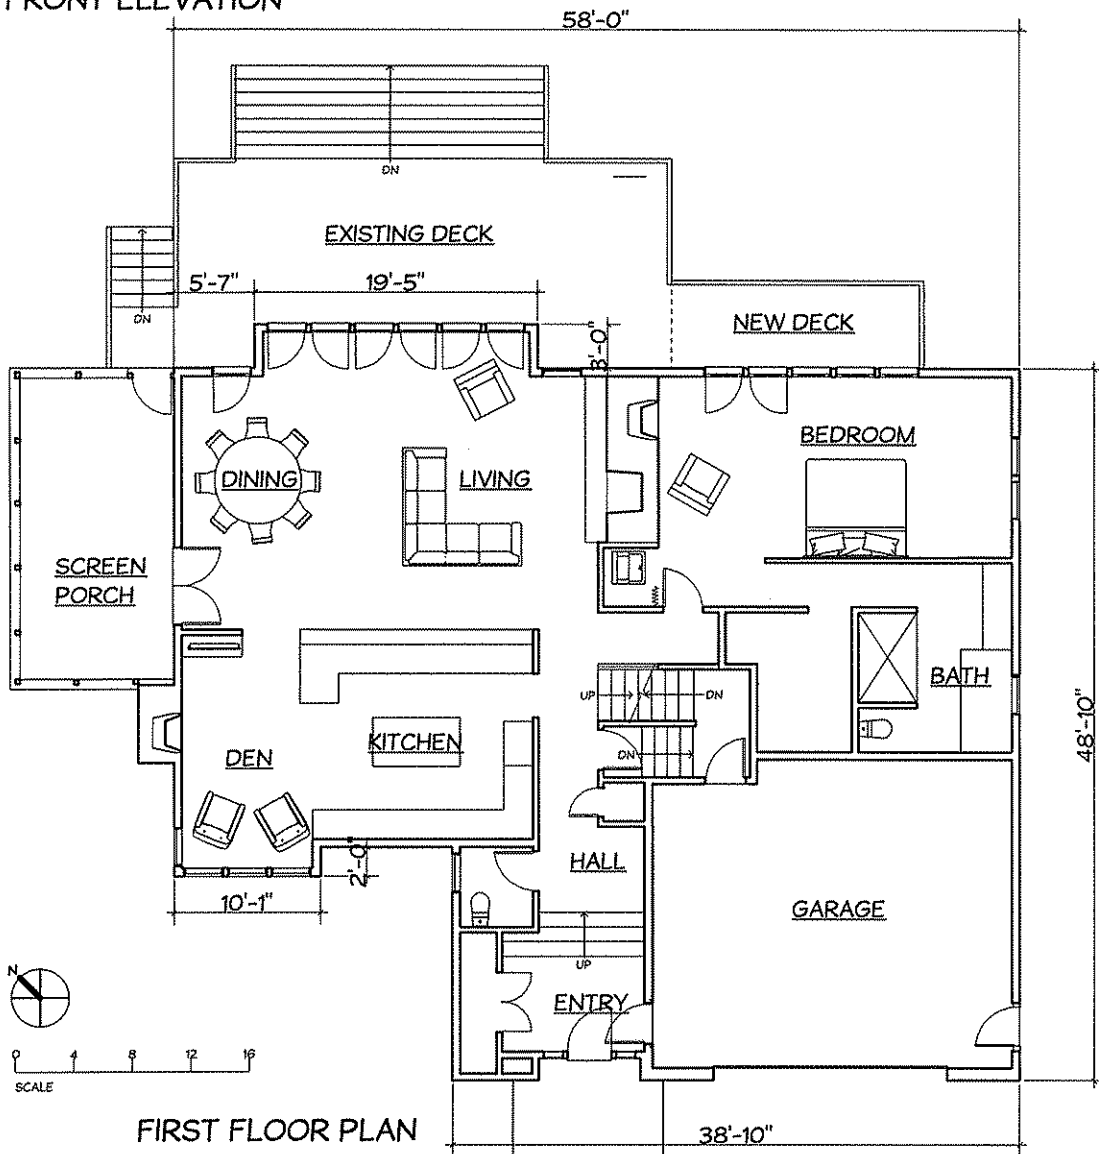 FRONT ELEVATION
58'-0"
DN
EXISTING DECK
5'-7"
19'-5"
DN
3'-0"
NEW DECK
BEDROOM
DINING
LIVING
SCREEN
PORCH
BATH
UP
DN
KITCHEN
DEN
DN
48'-10"
2'-0"
HALL
10'-1"
GARAGE
UP
N
ENTRY
0 4 8 12 16
SCALE
FIRST FLOOR PLAN
38'-10"